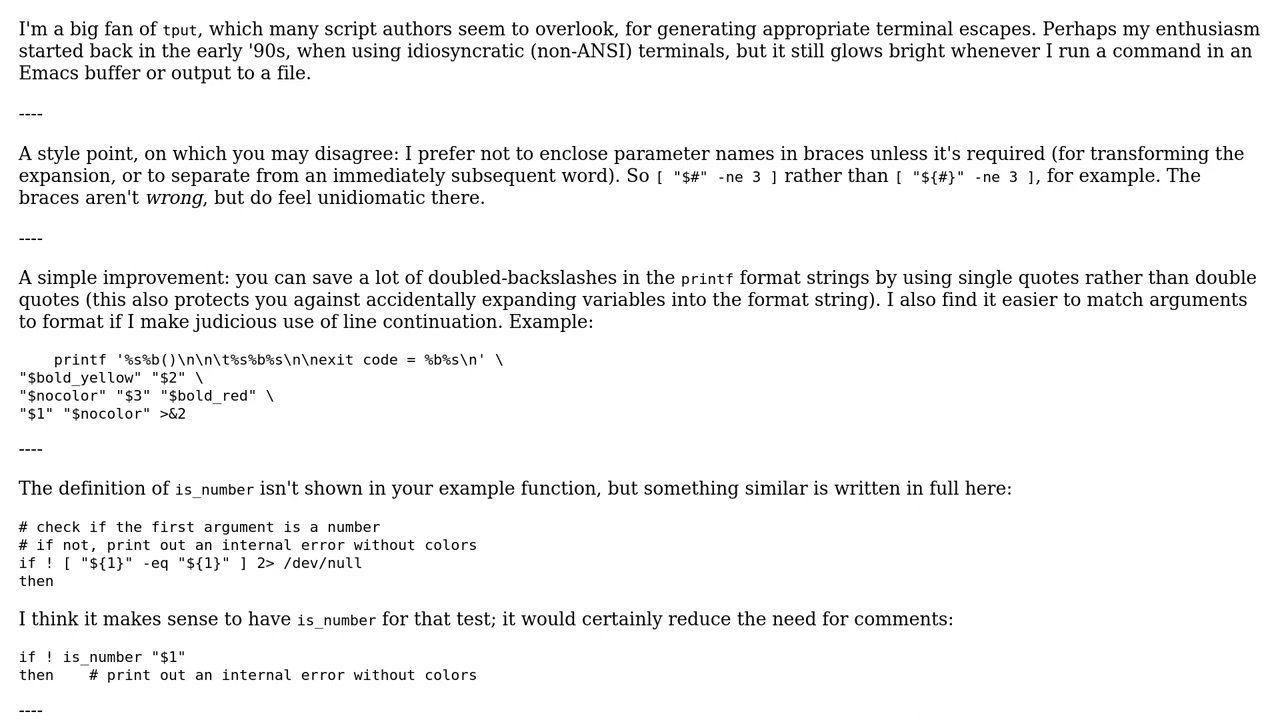 I'm a big fan of tput, which many script authors seem to overlook, for generating appropriate terminal escapes. Perhaps my enthusiasm
started back in the early '90s, when using idiosyncratic (non-ANSI) terminals, but it still glows bright whenever I run a command in an
Emacs buffer or output to a file.
----
A style point, on which you may disagree: I prefer not to enclose parameter names in braces unless it's required (for transforming the
expansion, or to separate from an immediately subsequent word). So [ "$#" -ne 3 ] rather than [ "${#}" -ne 3 ], for example. The
braces aren't wrong, but do feel unidiomatic there.
----
A simple improvement: you can save a lot of doubled-backslashes in the printf format strings by using single quotes rather than double
quotes (this also protects you against accidentally expanding variables into the format string). I also find it easier to match arguments
to format if I make judicious use of line continuation. Example:
    printf '%s%b()\n\n\t%s%b%s\n\nexit code = %b%s\n' \
"$bold_yellow" "$2" \
"$nocolor" "$3" "$bold_red" \
"$1" "$nocolor" >&2
----
The definition of is_number isn't shown in your example function, but something similar is written in full here:
# check if the first argument is a number
# if not, print out an internal error without colors
if ! [ "${1}" -eq "${1}" ] 2> /dev/null
then
I think it makes sense to have is_number for that test; it would certainly reduce the need for comments:
if ! is_number "$1"
then    # print out an internal error without colors
----